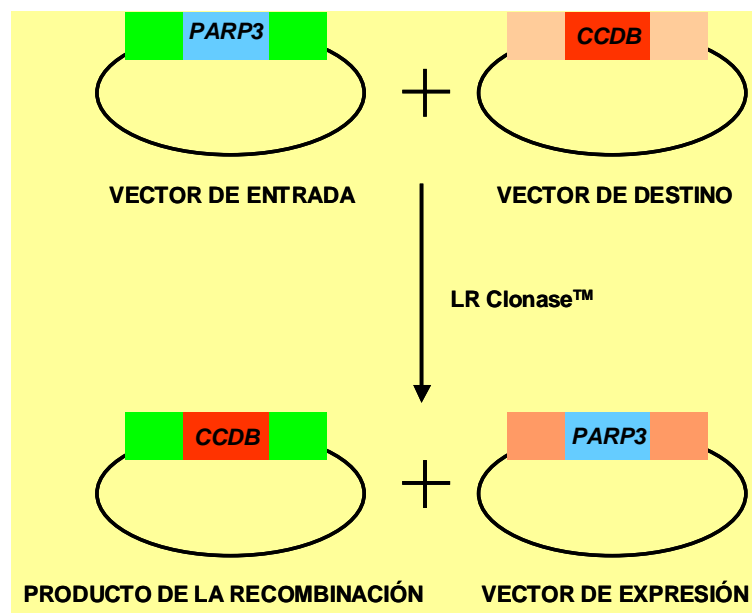 PARP3
CCDB
+
VECTOR DE ENTRADA
VECTOR DE DESTINO
LR Clonase™
CCDB
PARP3
+
PRODUCTO DE LA RECOMBINACIÓN
VECTOR DE EXPRESIÓN